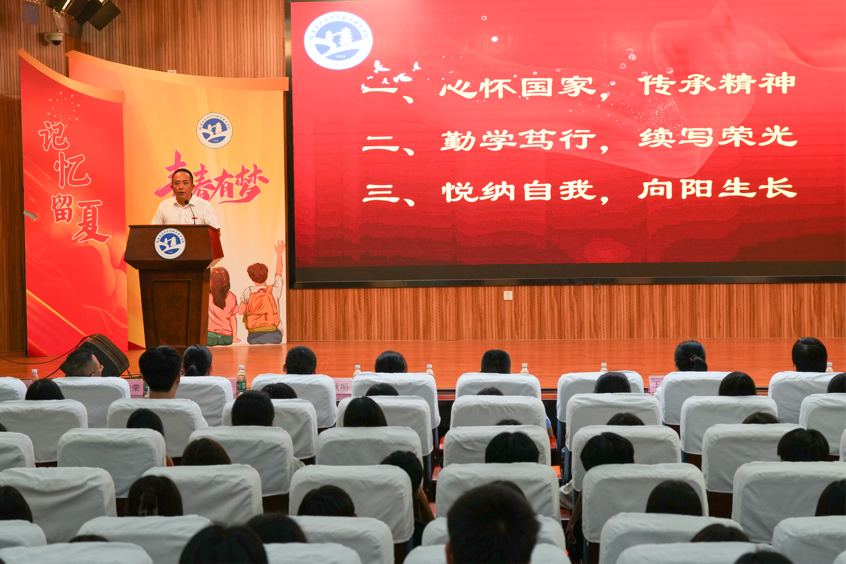 一、心怀国家，传承精神
二、勤学笃行，续写荣光
三、悦纳自我，向阳生长
记忆留夏
青春有梦